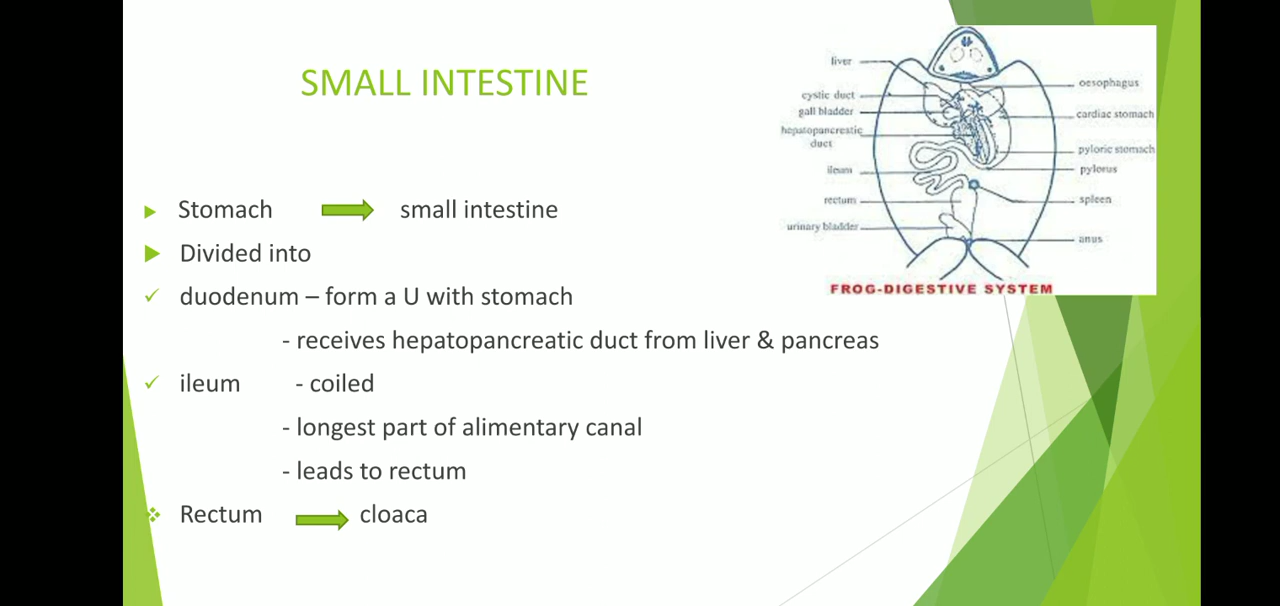 SMALL INTESTINE
Stomach small intestine
Divided into
duodenum – form a U with stomach
- receives hepatopancreatic duct from liver & pancreas
ileum - coiled
- longest part of alimentary canal
- leads to rectum
Rectum cloaca
liver
cystic duct
gall bladder
hepatopancreatic
duct
ileum
rectum
urinary bladder
oesophagus
cardiac stomach
pyloric stomach
pylorus
spleen
anus
FROG-DIGESTIVE SYSTEM